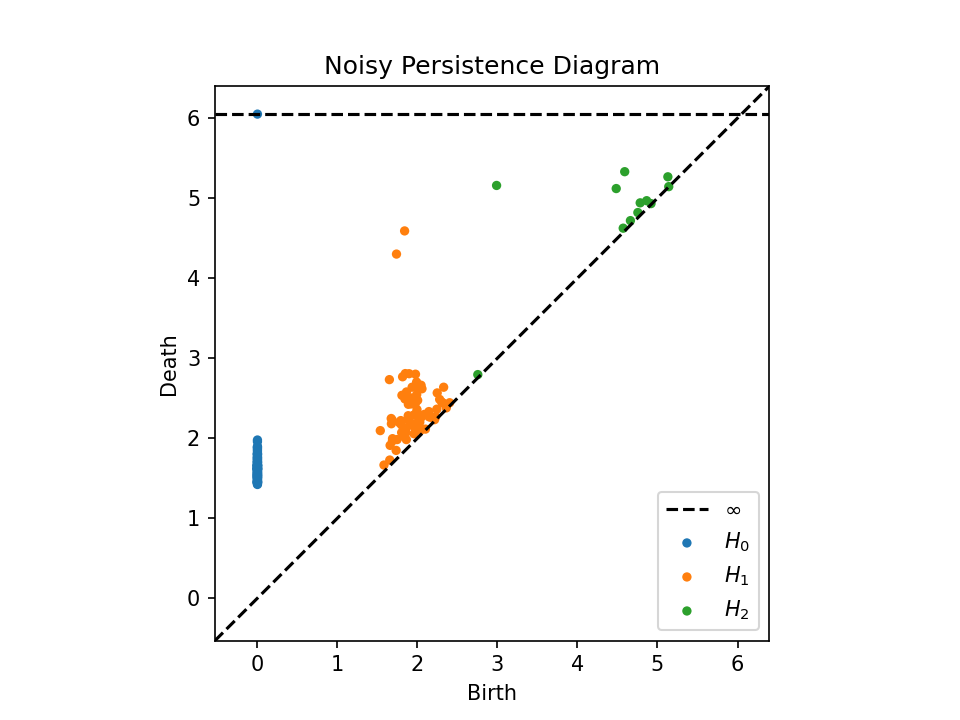 Noisy Persistence Diagram
Death
6
5
4
3
2
1
0
0 1 2 3 4 5 6
Birth
∞
H₀
H₁
H₂